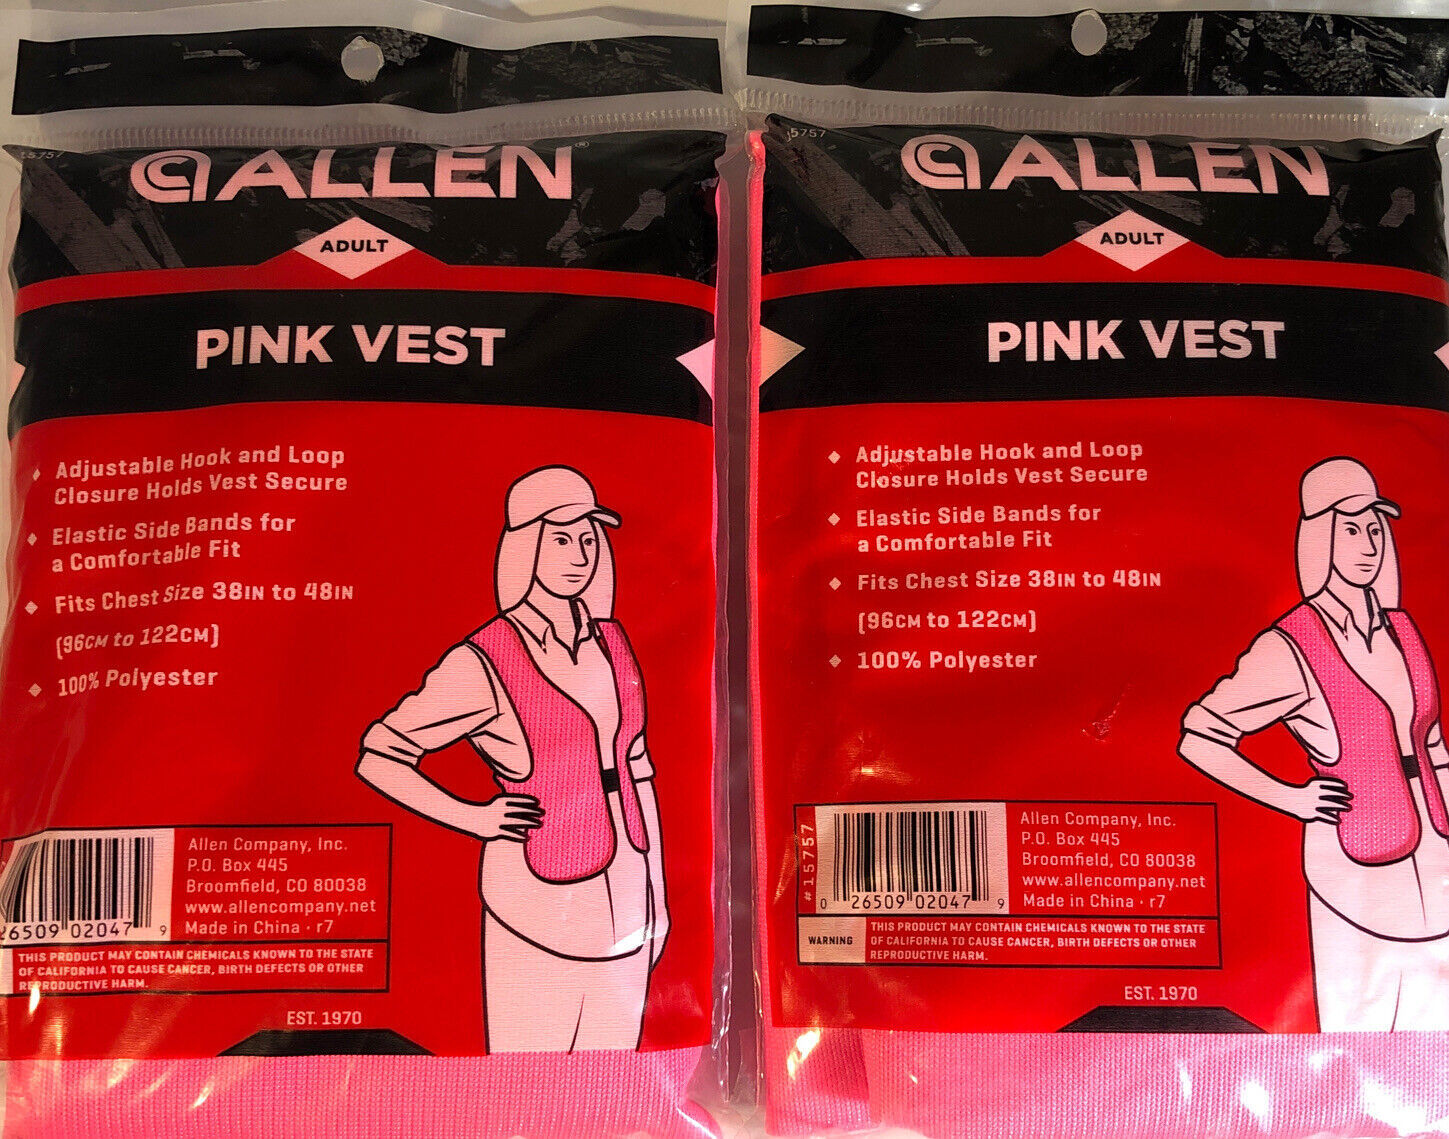 15757
ALLEN®
ADULT
PINK VEST
Adjustable Hook and Loop
Closure Holds Vest Secure
Elastic Side Bands for
a Comfortable Fit
Fits Chest Size 38IN to 48IN
[96CM to 122CM]
100% Polyester
26509 02047 9
Allen Company, Inc.
P.O. Box 445
Broomfield, CO 80038
www.allencompany.net
Made in China · r7
THIS PRODUCT MAY CONTAIN CHEMICALS KNOWN TO THE STATE
OF CALIFORNIA TO CAUSE CANCER, BIRTH DEFECTS OR OTHER
REPRODUCTIVE HARM.
EST. 1970
15757
ALLEN
ADULT
PINK VEST
Adjustable Hook and Loop
Closure Holds Vest Secure
Elastic Side Bands for
a Comfortable Fit
Fits Chest Size 38IN to 48IN
[96CM to 122CM]
100% Polyester
#15757
0 26509 02047 9
Allen Company, Inc.
P.O. Box 445
Broomfield, CO 80038
www.allencompany.net
Made in China · r7
WARNING
THIS PRODUCT MAY CONTAIN CHEMICALS KNOWN TO THE STATE
OF CALIFORNIA TO CAUSE CANCER, BIRTH DEFECTS OR OTHER
REPRODUCTIVE HARM.
EST. 1970